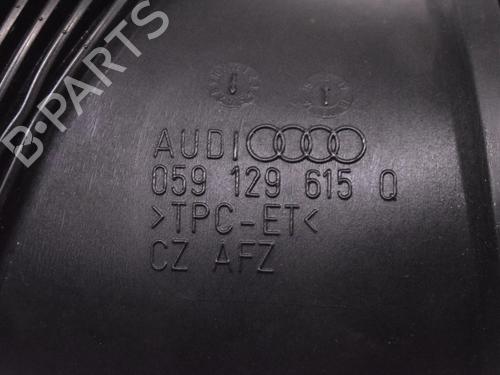 B-PARTS
AUDI
059 129 615 Q
>TPC-ET<
CZ AFZ